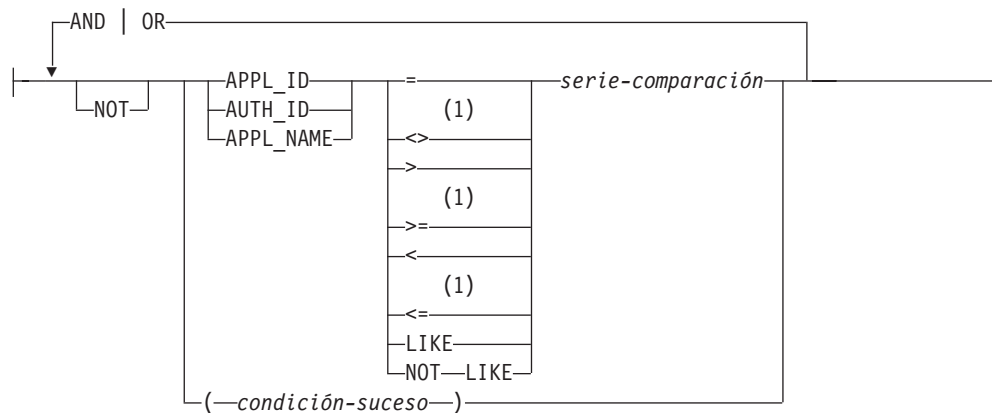 AND | OR
APPL_ID = serie-comparación
NOT AUTH_ID (1)
APPL_NAME <>
>
(1)
>=
<
(1)
<=
LIKE
NOT LIKE
( condición-suceso )